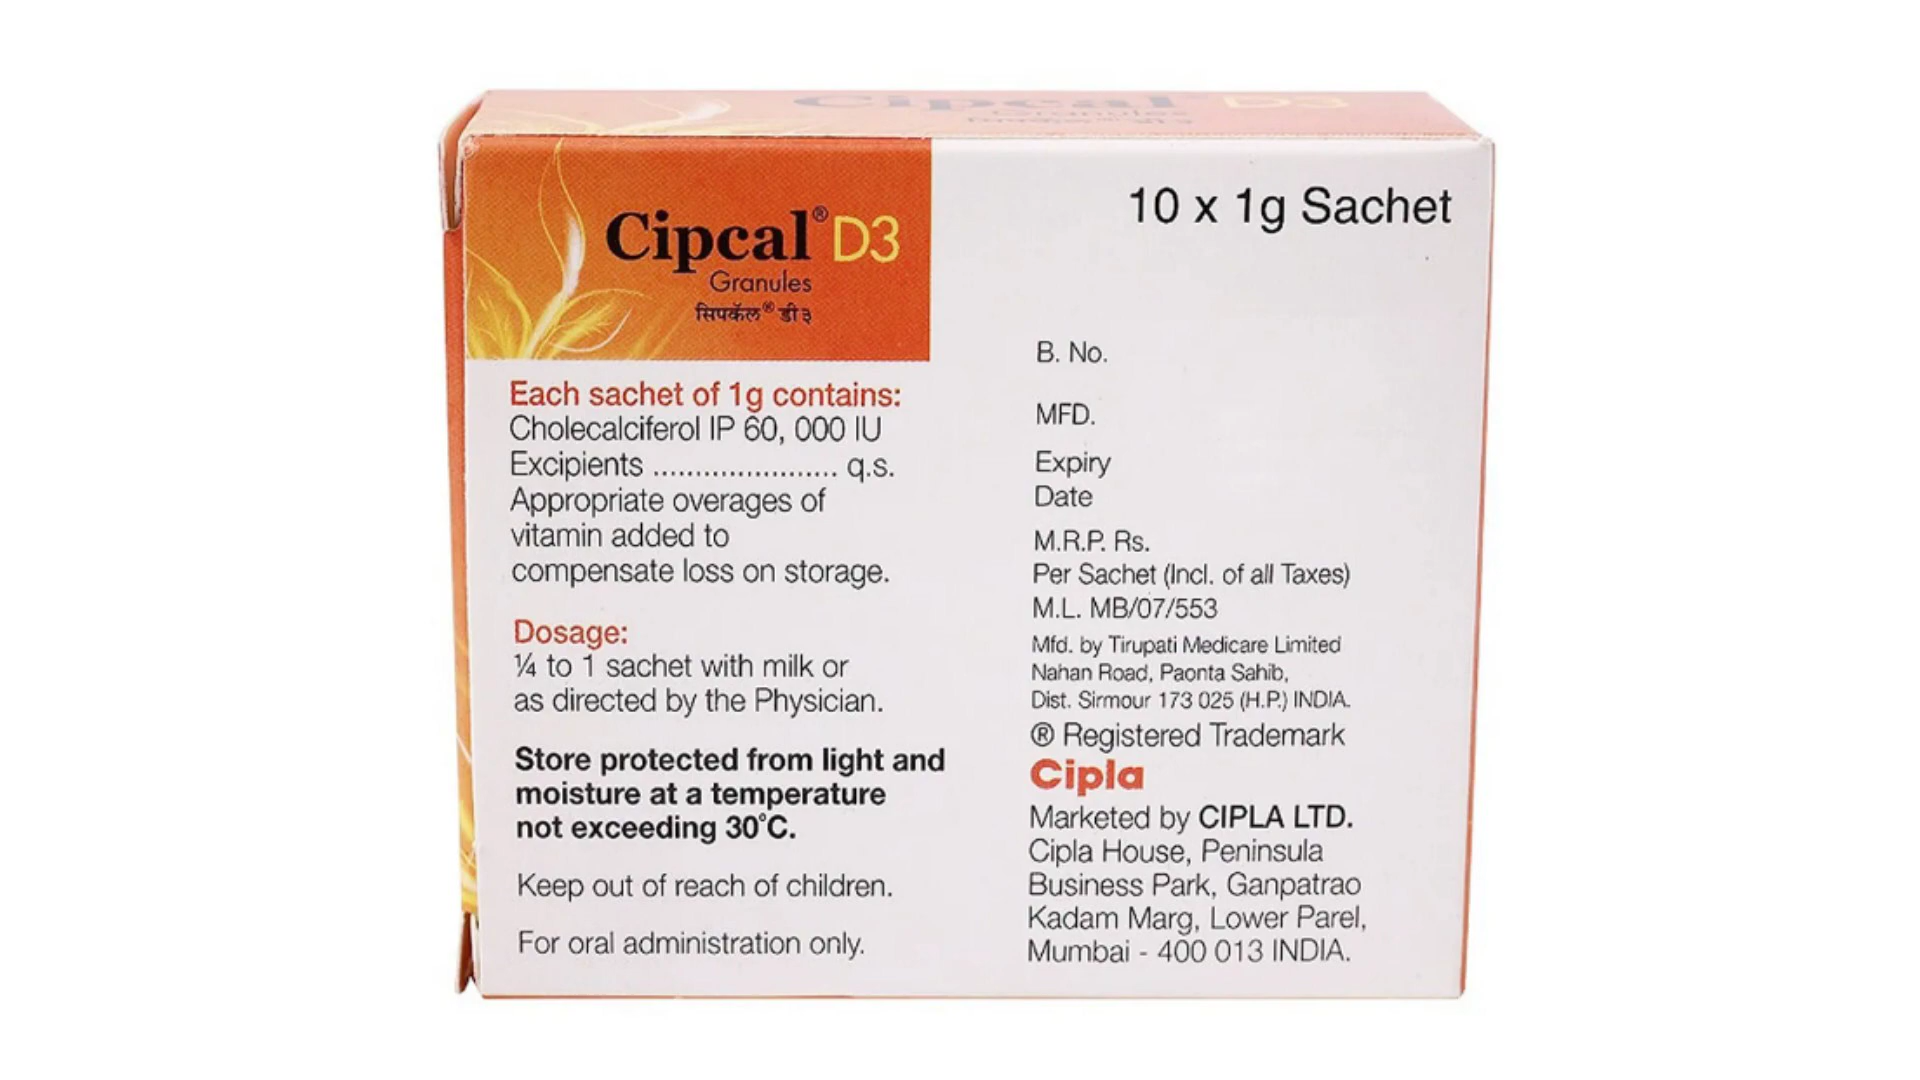 Cipcal D3
Granules
Cipcal® D3
Granules
सिपकॅल® डी ३
10 x 1g Sachet
Each sachet of 1g contains:
Cholecalciferol IP 60, 000 IU
Excipients ...................... q.s.
Appropriate overages of
vitamin added to
compensate loss on storage.
Dosage:
¼ to 1 sachet with milk or
as directed by the Physician.
Store protected from light and
moisture at a temperature
not exceeding 30°C.
Keep out of reach of children.
For oral administration only.
B. No.
MFD.
Expiry
Date
M.R.P. Rs.
Per Sachet (Incl. of all Taxes)
M.L. MB/07/553
Mfd. by Tirupati Medicare Limited
Nahan Road, Paonta Sahib,
Dist. Sirmour 173 025 (H.P.) INDIA.
® Registered Trademark
Cipla
Marketed by CIPLA LTD.
Cipla House, Peninsula
Business Park, Ganpatrao
Kadam Marg, Lower Parel,
Mumbai - 400 013 INDIA.